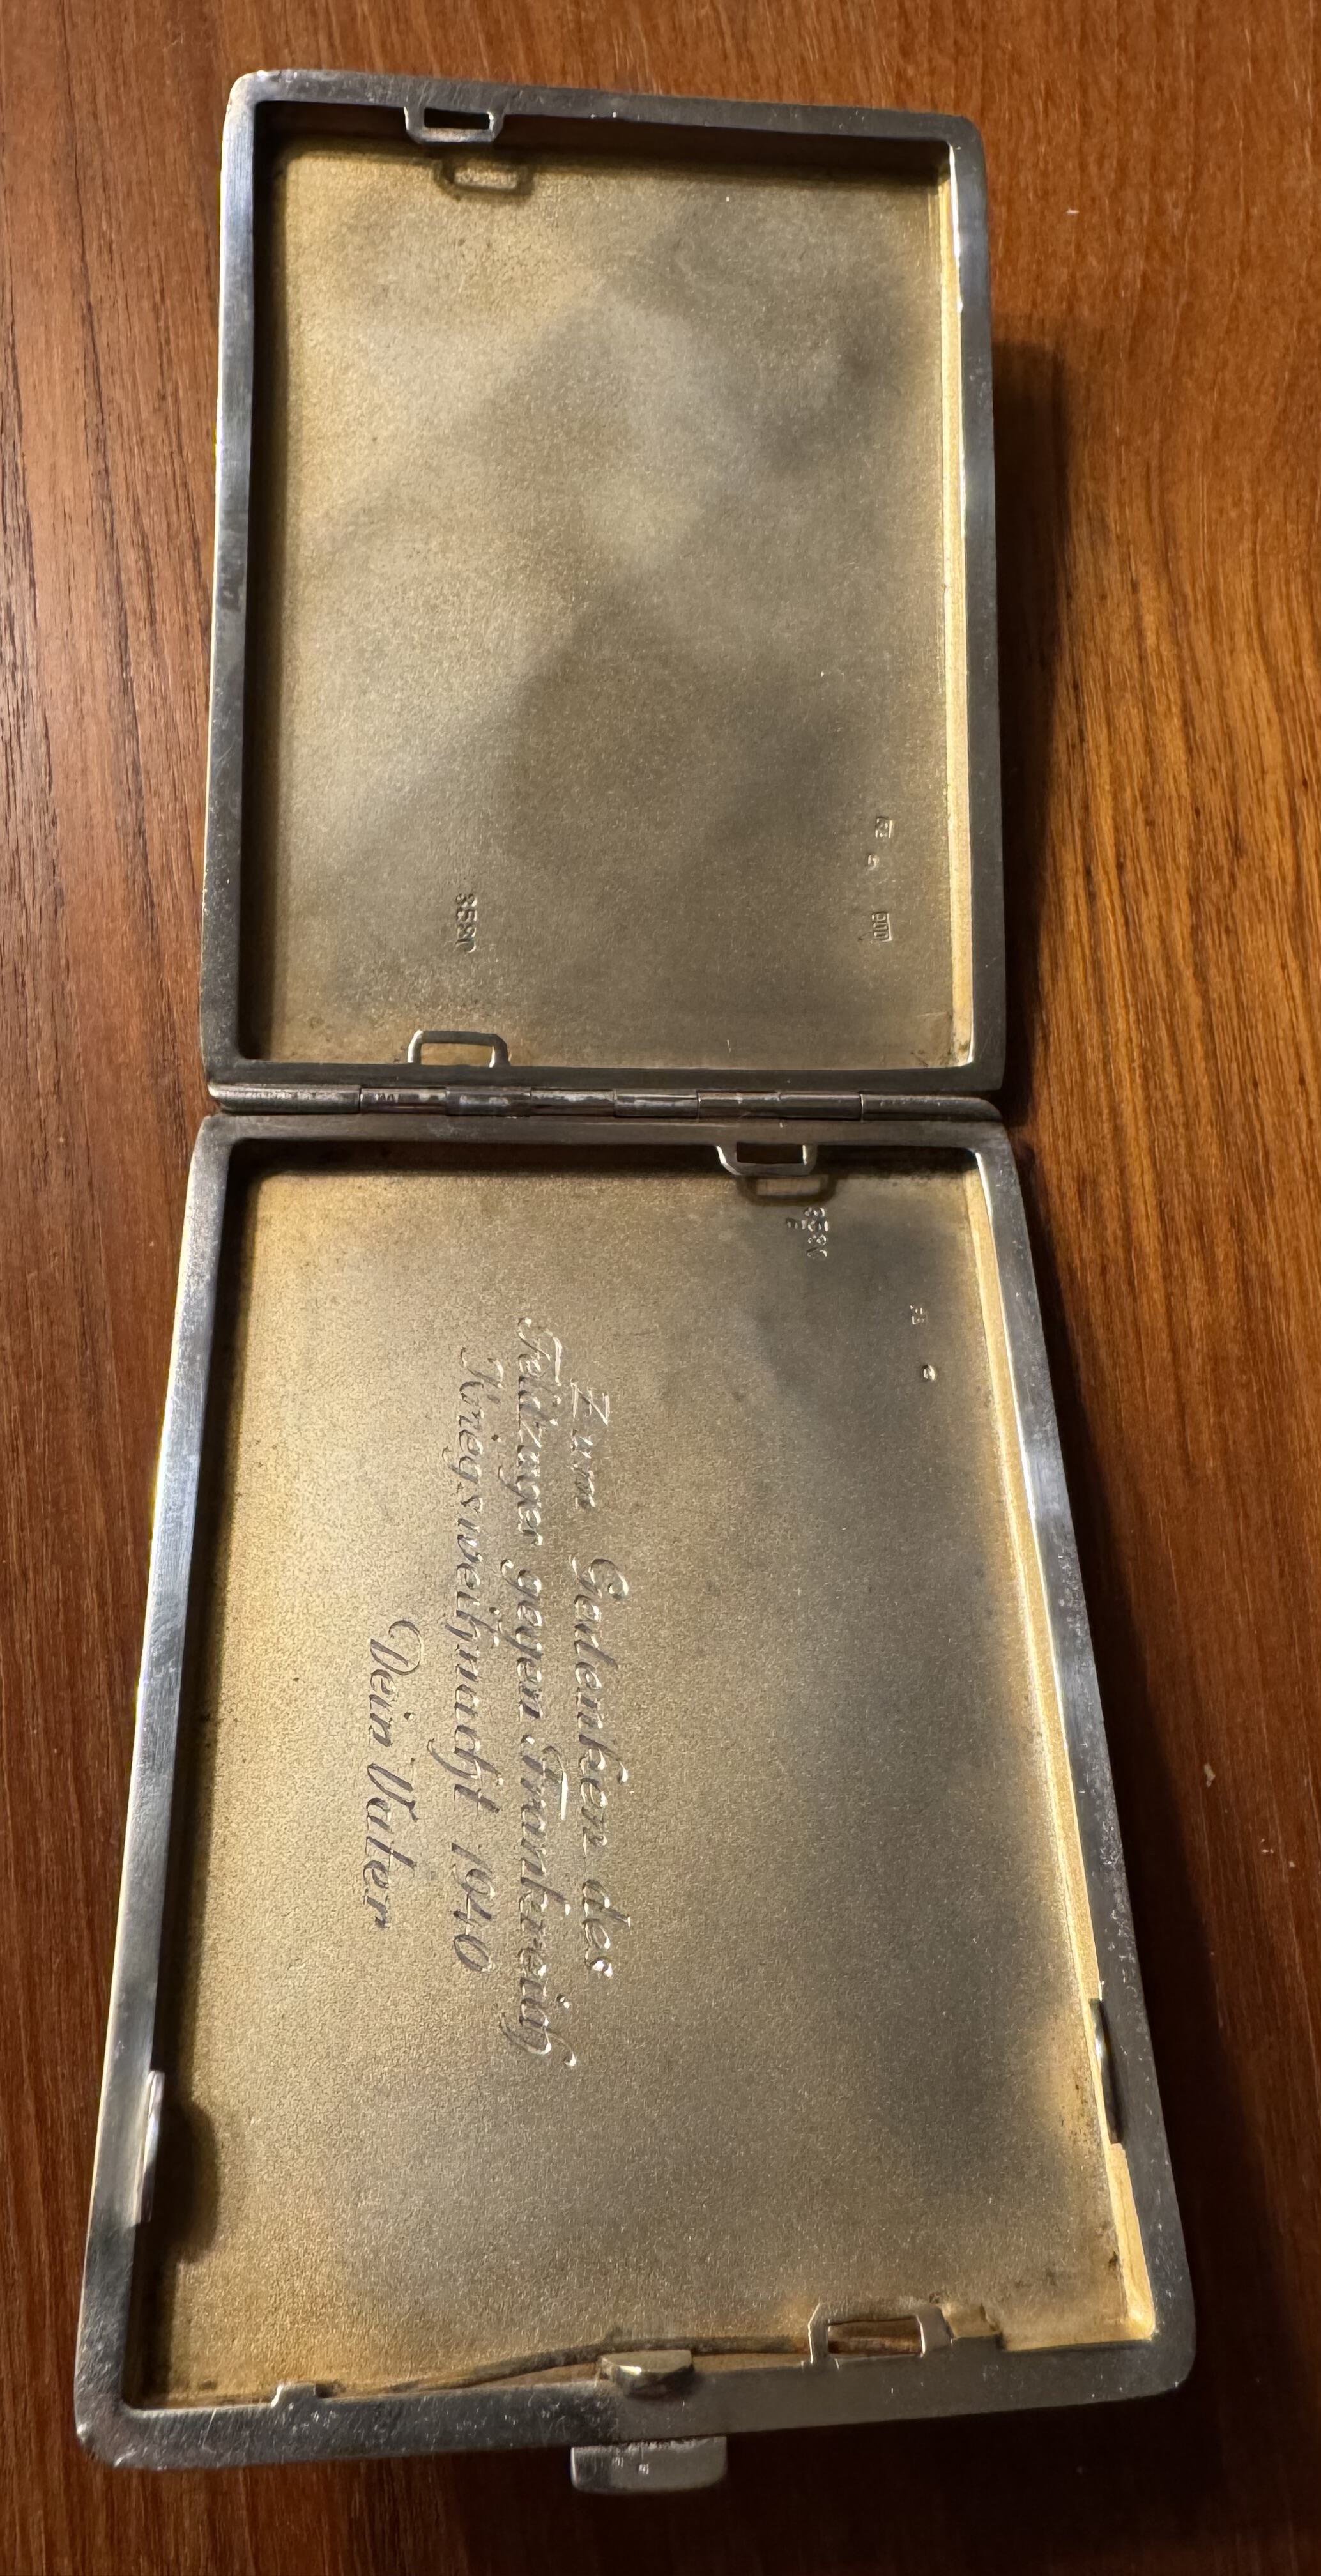 Zum Gedenken des
Feldzuges gegen Frankreich
Kriegsweihnacht 1940
Dein Vater